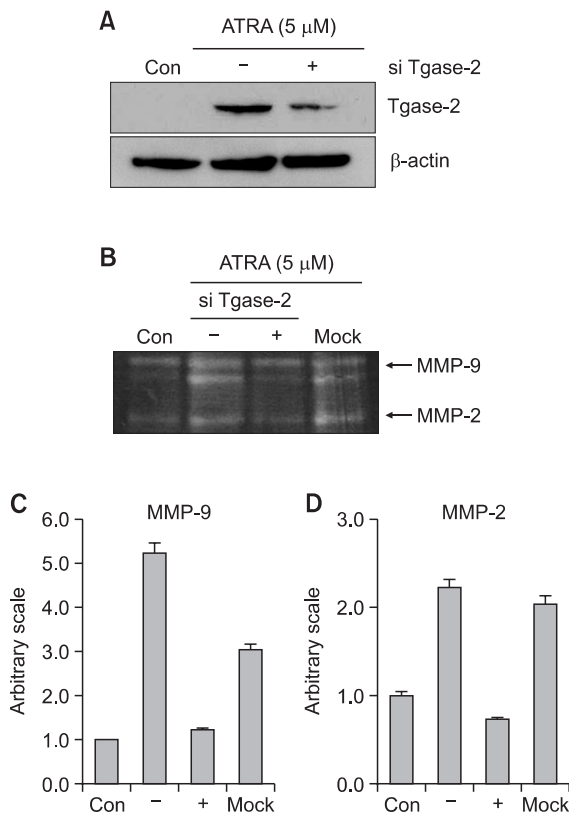 A
ATRA (5 μM)
Con − + si Tgase-2
Tgase-2
β-actin
B
ATRA (5 μM)
si Tgase-2
Con − + Mock
MMP-9
MMP-2
C
MMP-9
Arbitrary scale
6.0
5.0
4.0
3.0
2.0
1.0
0.0
Con − + Mock
D
MMP-2
Arbitrary scale
3.0
2.0
1.0
0.0
Con − + Mock